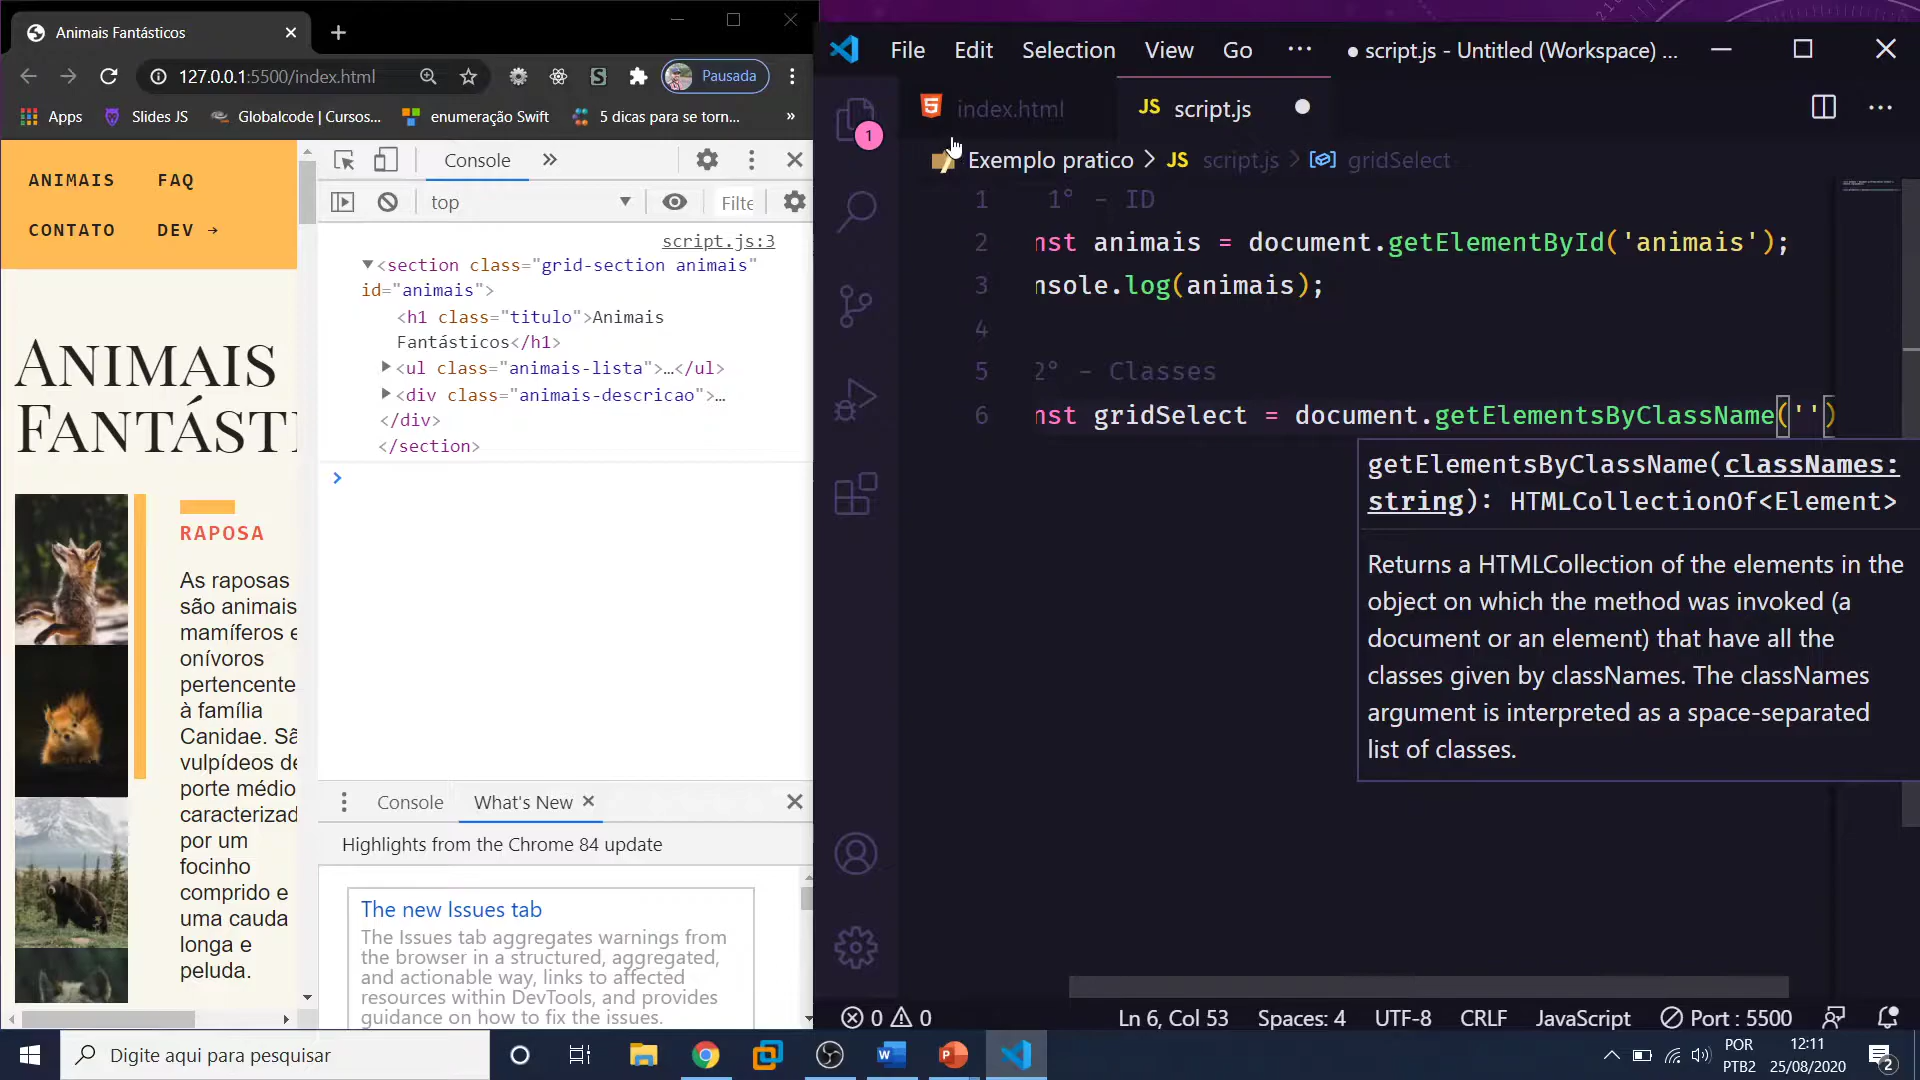 Animais Fantásticos
127.0.0.1:5500/index.html
Pausada
Apps
Slides JS
Globalcode | Cursos...
enumeração Swift
5 dicas para se torn...
»
ANIMAIS FAQ
CONTATO DEV →
ANIMAIS
FANTÁSTI
RAPOSA
As raposas
são animais
mamíferos e
onívoros
pertencente
à família
Canidae. Sã
vulpídeos de
porte médio
caracterizad
por um
focinho
comprido e
uma cauda
longa e
peluda.
Console
»
top
Filte
script.js:3
▼<section class="grid-section animais"
id="animais">
<h1 class="titulo">Animais
Fantásticos</h1>
▶<ul class="animais-lista">…</ul>
▶<div class="animais-descricao">…
</div>
</section>
Console
What's New
Highlights from the Chrome 84 update
The new Issues tab
The Issues tab aggregates warnings from
the browser in a structured, aggregated,
and actionable way, links to affected
resources within DevTools, and provides
guidance on how to fix the issues.
File Edit Selection View Go ··· ● script.js - Untitled (Workspace) ...
index.html
JS script.js
1
Exemplo pratico > JS script.js > gridSelect
1 1° - ID
2 nst animais = document.getElementById('animais');
3 nsole.log(animais);
4
5 2° - Classes
6 nst gridSelect = document.getElementsByClassName('')
getElementsByClassName(classNames:
string): HTMLCollectionOf<Element>
Returns a HTMLCollection of the elements in the
object on which the method was invoked (a
document or an element) that have all the
classes given by classNames. The classNames
argument is interpreted as a space-separated
list of classes.
0 0
Ln 6, Col 53
Spaces: 4
UTF-8
CRLF
JavaScript
Port : 5500
Digite aqui para pesquisar
POR
PTB2
12:11
25/08/2020
2